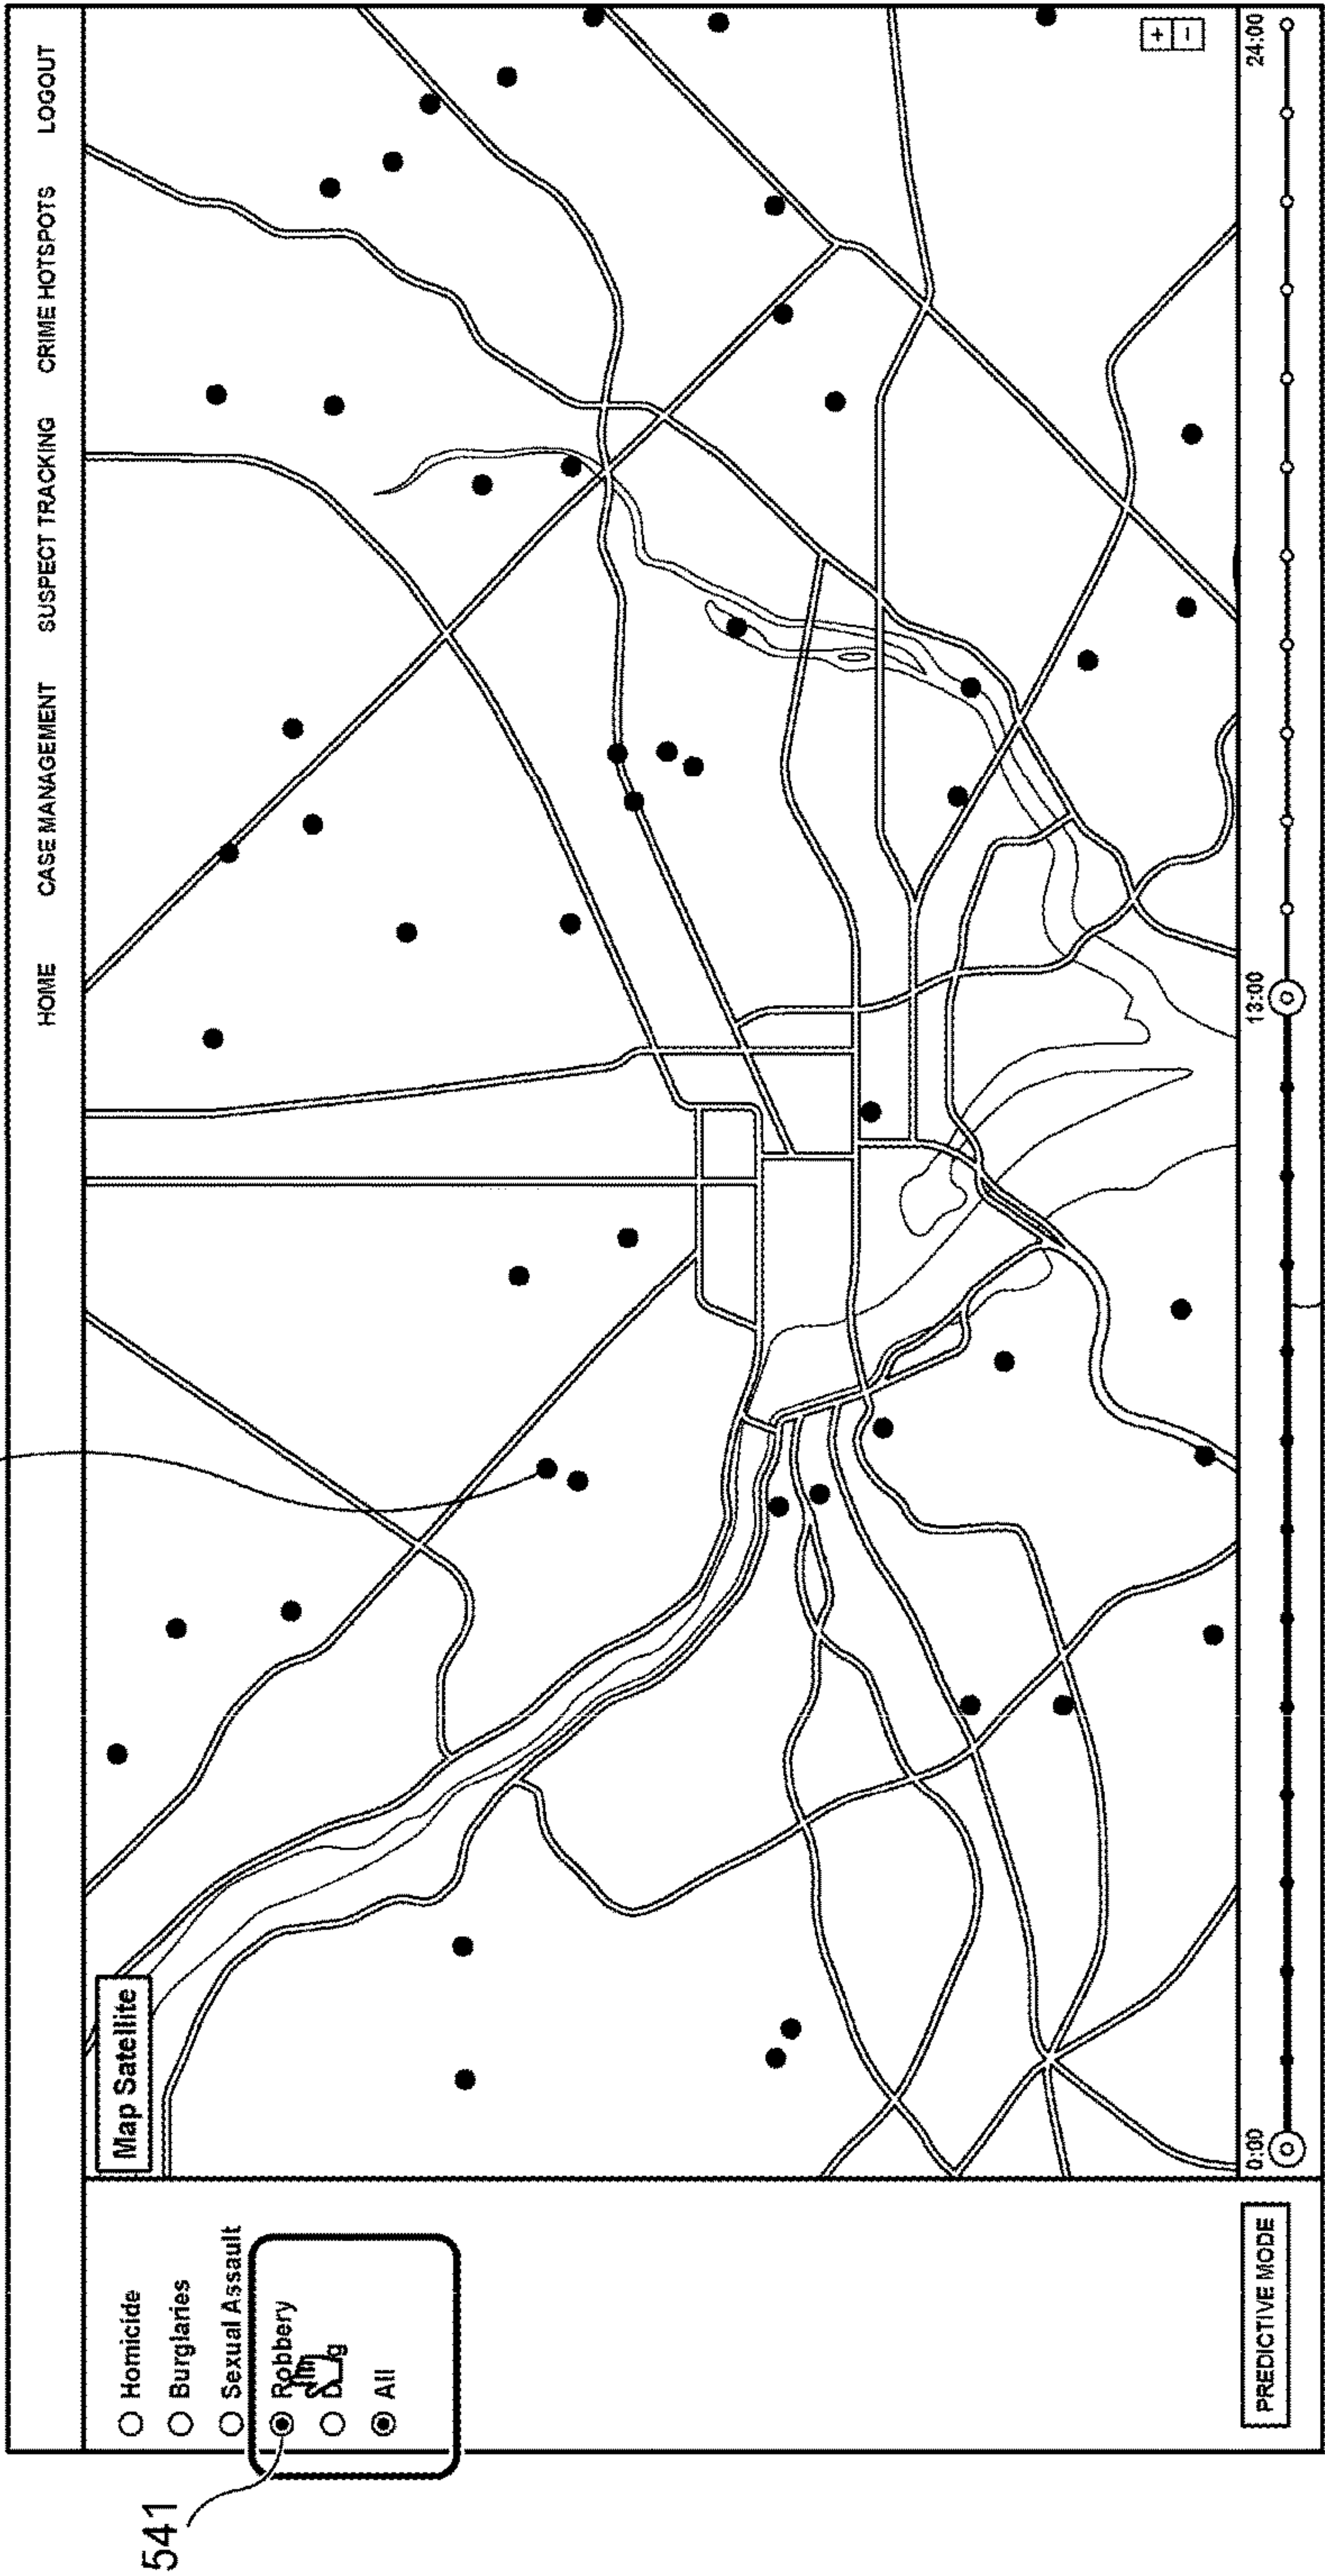 HOME CASE MANAGEMENT SUSPECT TRACKING CRIME HOTSPOTS LOGOUT
Map Satellite
Homicide
Burglaries
Sexual Assault
Robbery
All
541
+
−
PREDICTIVE MODE
0:00 13:00 24:00